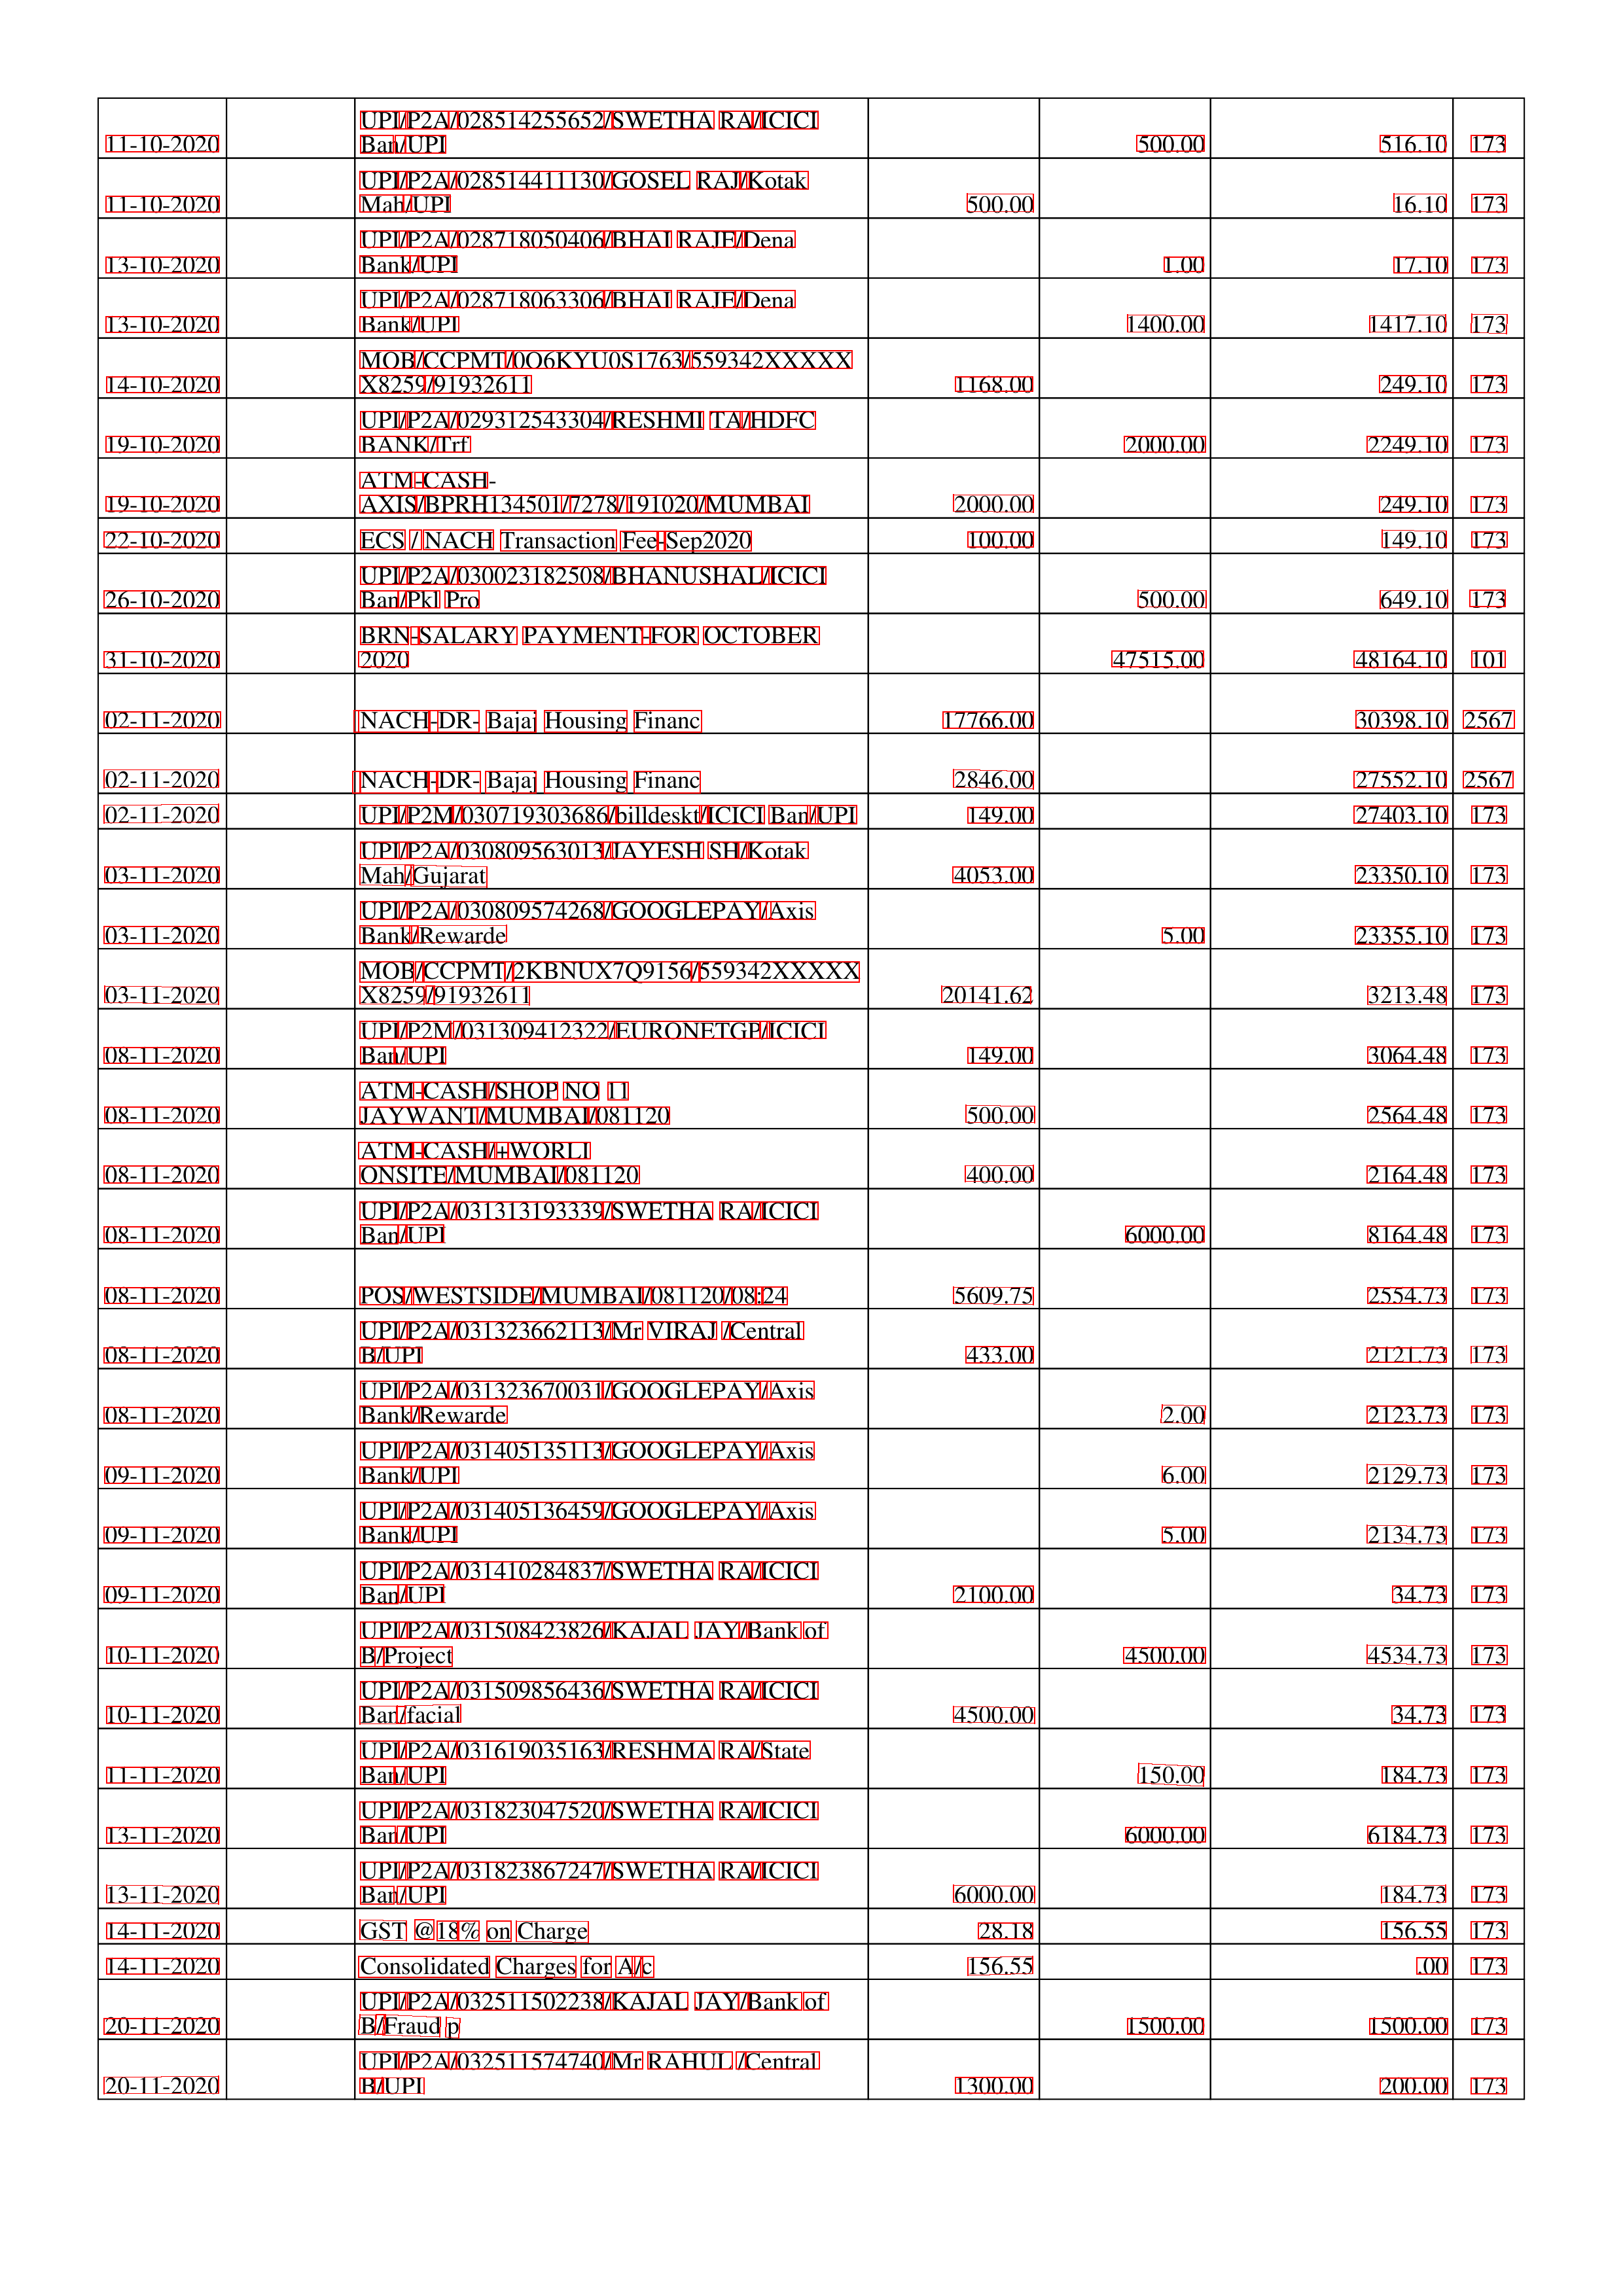 UPI/P2A/028514255652/SWETHA RA/ICICI
11-10-2020 Ban/UPI 500.00 516.10 173
UPI/P2A/028514411130/GOSEL RAJ/Kotak
11-10-2020 Mah/UPI 500.00 16.10 173
UPI/P2A/028718050406/BHAI RAJE/Dena
13-10-2020 Bank/UPI 1.00 17.10 173
UPI/P2A/028718063306/BHAI RAJE/Dena
13-10-2020 Bank/UPI 1400.00 1417.10 173
MOB/CCPMT/0O6KYU0S1763/559342XXXXX
14-10-2020 X8259/91932611 1168.00 249.10 173
UPI/P2A/029312543304/RESHMI TA/HDFC
19-10-2020 BANK/Trf 2000.00 2249.10 173
ATM-CASH-
19-10-2020 AXIS/BPRH134501/7278/191020/MUMBAI 2000.00 249.10 173
22-10-2020 ECS / NACH Transaction Fee-Sep2020 100.00 149.10 173
UPI/P2A/030023182508/BHANUSHAL/ICICI
26-10-2020 Ban/Pkl Pro 500.00 649.10 173
BRN-SALARY PAYMENT-FOR OCTOBER
31-10-2020 2020 47515.00 48164.10 101
02-11-2020 NACH-DR- Bajaj Housing Financ 17766.00 30398.10 2567
02-11-2020 NACH-DR- Bajaj Housing Financ 2846.00 27552.10 2567
02-11-2020 UPI/P2M/030719303686/billdeskt/ICICI Ban/UPI 149.00 27403.10 173
UPI/P2A/030809563013/JAYESH SH/Kotak
03-11-2020 Mah/Gujarat 4053.00 23350.10 173
UPI/P2A/030809574268/GOOGLEPAY/Axis
03-11-2020 Bank/Rewarde 5.00 23355.10 173
MOB/CCPMT/2KBNUX7Q9156/559342XXXXX
03-11-2020 X8259/91932611 20141.62 3213.48 173
UPI/P2M/031309412322/EURONETGP/ICICI
08-11-2020 Ban/UPI 149.00 3064.48 173
ATM-CASH/SHOP NO 11
08-11-2020 JAYWANT/MUMBAI/081120 500.00 2564.48 173
ATM-CASH/+WORLI
08-11-2020 ONSITE/MUMBAI/081120 400.00 2164.48 173
UPI/P2A/031313193339/SWETHA RA/ICICI
08-11-2020 Ban/UPI 6000.00 8164.48 173
08-11-2020 POS/WESTSIDE/MUMBAI/081120/08:24 5609.75 2554.73 173
UPI/P2A/031323662113/Mr VIRAJ /Central
08-11-2020 B/UPI 433.00 2121.73 173
UPI/P2A/031323670031/GOOGLEPAY/Axis
08-11-2020 Bank/Rewarde 2.00 2123.73 173
UPI/P2A/031405135113/GOOGLEPAY/Axis
09-11-2020 Bank/UPI 6.00 2129.73 173
UPI/P2A/031405136459/GOOGLEPAY/Axis
09-11-2020 Bank/UPI 5.00 2134.73 173
UPI/P2A/031410284837/SWETHA RA/ICICI
09-11-2020 Ban/UPI 2100.00 34.73 173
UPI/P2A/031508423826/KAJAL JAY/Bank of
10-11-2020 B/Project 4500.00 4534.73 173
UPI/P2A/031509856436/SWETHA RA/ICICI
10-11-2020 Ban/facial 4500.00 34.73 173
UPI/P2A/031619035163/RESHMA RA/State
11-11-2020 Ban/UPI 150.00 184.73 173
UPI/P2A/031823047520/SWETHA RA/ICICI
13-11-2020 Ban/UPI 6000.00 6184.73 173
UPI/P2A/031823867247/SWETHA RA/ICICI
13-11-2020 Ban/UPI 6000.00 184.73 173
14-11-2020 GST @18% on Charge 28.18 156.55 173
14-11-2020 Consolidated Charges for A/c 156.55 .00 173
UPI/P2A/032511502238/KAJAL JAY/Bank of
20-11-2020 B/Fraud p 1500.00 1500.00 173
UPI/P2A/032511574740/Mr RAHUL /Central
20-11-2020 B/UPI 1300.00 200.00 173